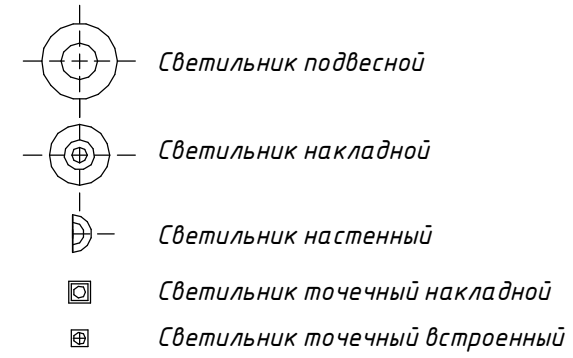 Светильник подвесной
Светильник накладной
Светильник настенный
Светильник точечный накладной
Светильник точечный встроенный